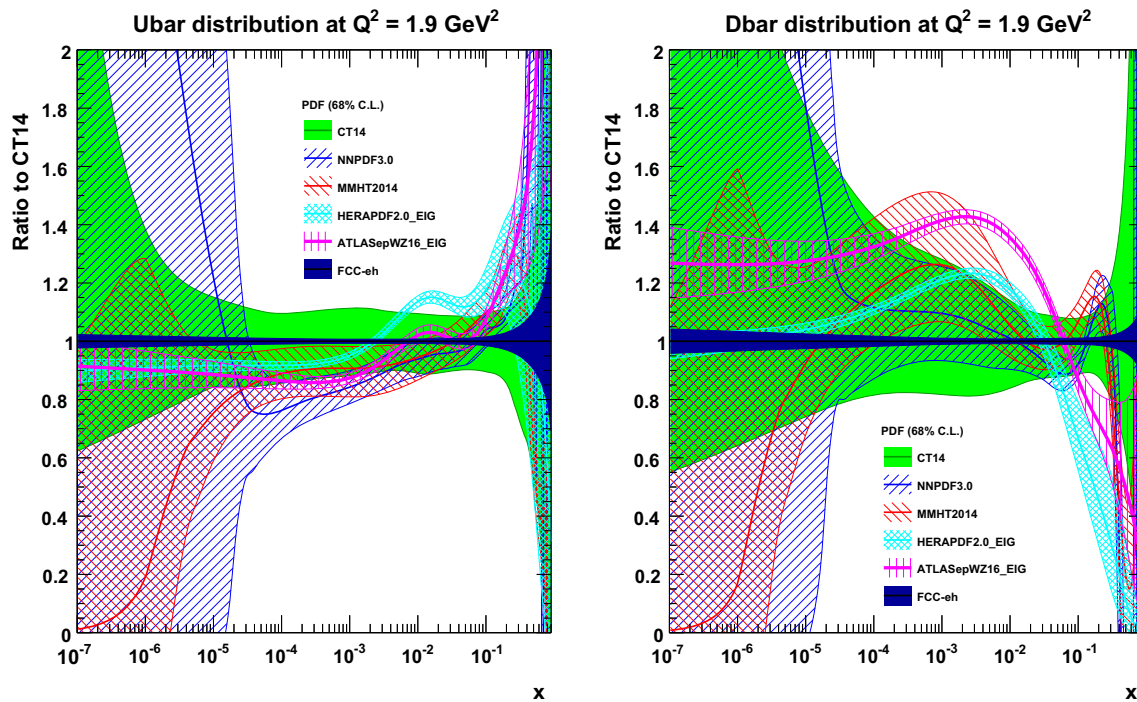 Ubar distribution at Q² = 1.9 GeV²
Ratio to CT14
2
1.8
1.6
1.4
1.2
1
0.8
0.6
0.4
0.2
0
PDF (68% C.L.)
CT14
NNPDF3.0
MMHT2014
HERAPDF2.0_EIG
ATLASepWZ16_EIG
FCC-eh
10⁻⁷ 10⁻⁶ 10⁻⁵ 10⁻⁴ 10⁻³ 10⁻² 10⁻¹
x
Dbar distribution at Q² = 1.9 GeV²
Ratio to CT14
2
1.8
1.6
1.4
1.2
1
0.8
0.6
0.4
0.2
0
PDF (68% C.L.)
CT14
NNPDF3.0
MMHT2014
HERAPDF2.0_EIG
ATLASepWZ16_EIG
FCC-eh
10⁻⁷ 10⁻⁶ 10⁻⁵ 10⁻⁴ 10⁻³ 10⁻² 10⁻¹
x